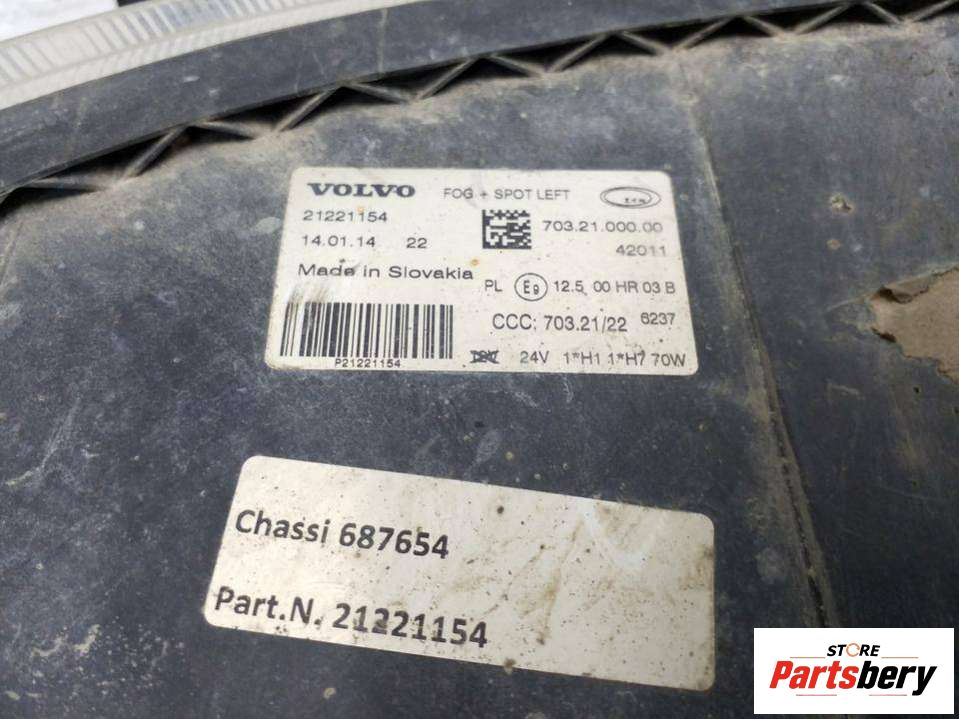 VOLVO FOG + SPOT LEFT
21221154 703.21.000.00
14.01.14 22 42011
Made in Slovakia
PL E9 12.5 00 HR 03 B
CCC: 703.21/22 6237
P21221154
24V 1*H1 1*H7 70W
Chassi 687654
Part.N. 21221154
STORE
Partsbery